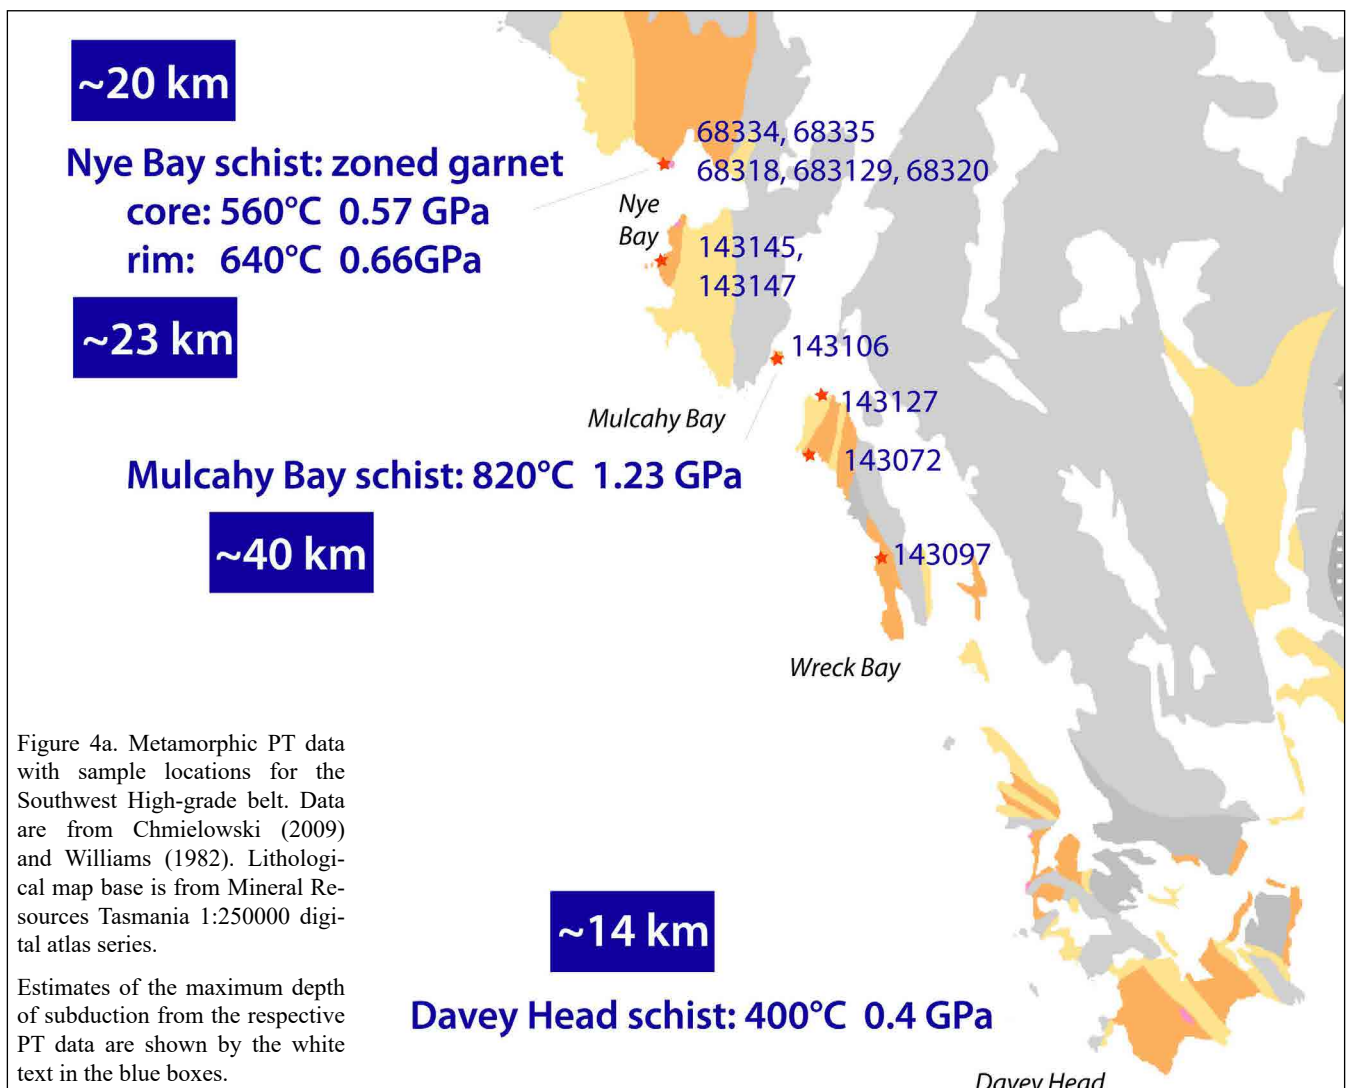 ~20 km
Nye Bay schist: zoned garnet
core: 560°C 0.57 GPa
rim: 640°C 0.66GPa
~23 km
68334, 68335
68318, 683129, 68320
Nye
Bay
143145,
143147
143106
Mulcahy Bay
143127
143072
Mulcahy Bay schist: 820°C 1.23 GPa
~40 km
143097
Wreck Bay
Figure 4a. Metamorphic PT data
with sample locations for the
Southwest High-grade belt. Data
are from Chmielowski (2009)
and Williams (1982). Lithologi-
cal map base is from Mineral Re-
sources Tasmania 1:250000 digi-
tal atlas series.
Estimates of the maximum depth
of subduction from the respective
PT data are shown by the white
text in the blue boxes.
~14 km
Davey Head schist: 400°C 0.4 GPa
Davey Head